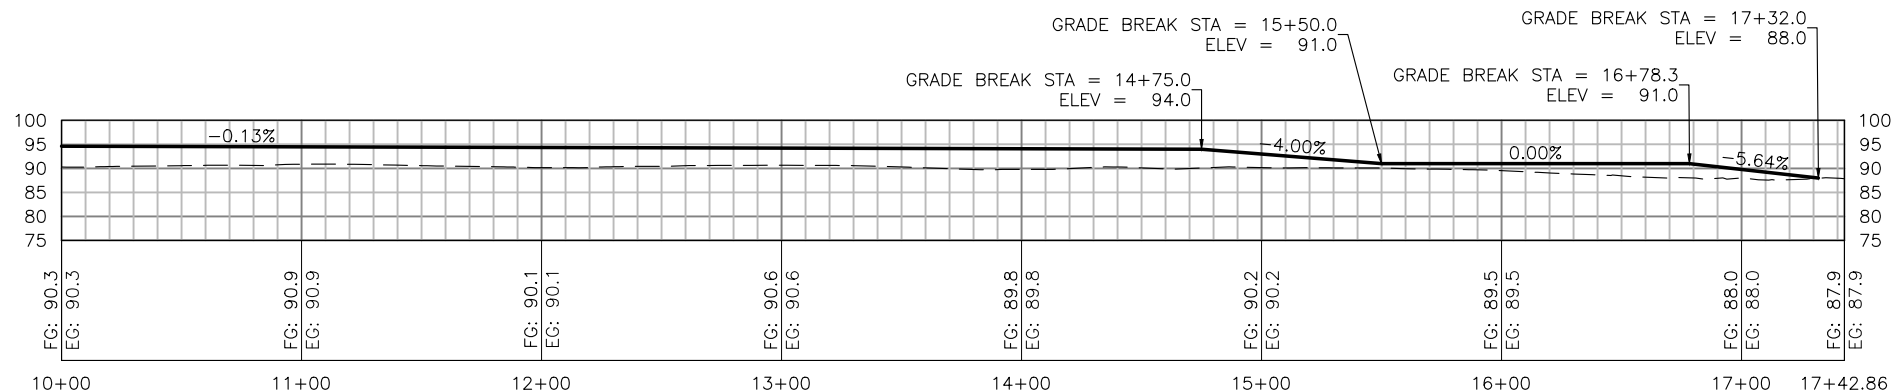 GRADE BREAK STA = 15+50.0
ELEV = 91.0
GRADE BREAK STA = 17+32.0
ELEV = 88.0
GRADE BREAK STA = 14+75.0
ELEV = 94.0
GRADE BREAK STA = 16+78.3
ELEV = 91.0
100
95
90
85
80
75
-0.13%
-4.00%
0.00%
-5.64%
100
95
90
85
80
75
FG: 90.3
EG: 90.3
FG: 90.9
EG: 90.9
FG: 90.1
EG: 90.1
FG: 90.6
EG: 90.6
FG: 89.8
EG: 89.8
FG: 90.2
EG: 90.2
FG: 89.5
EG: 89.5
FG: 88.0
EG: 88.0
FG: 87.9
EG: 87.9
10+00
11+00
12+00
13+00
14+00
15+00
16+00
17+00
17+42.86